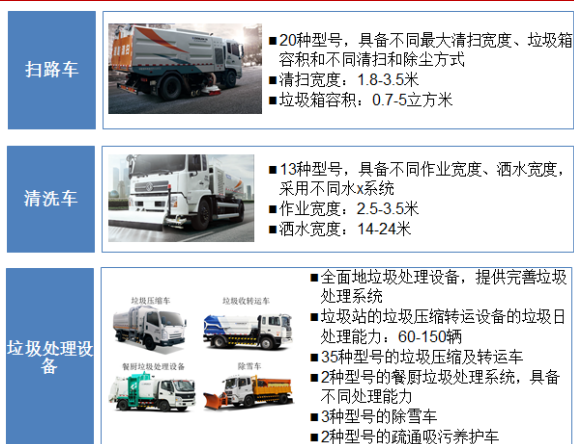 扫路车
■20种型号，具备不同最大清扫宽度、垃圾箱
容积和不同清扫和除尘方式
■清扫宽度：1.8-3.5米
■垃圾箱容积：0.7-5立方米
清洗车
■13种型号，具备不同作业宽度、洒水宽度，
采用不同水x系统
■作业宽度：2.5-3.5米
■洒水宽度：14-24米
垃圾处理设
备
垃圾压缩车
垃圾收转运车
餐厨垃圾处理设备
除雪车
■全面地垃圾处理设备，提供完善垃圾
处理系统
■垃圾站的垃圾压缩转运设备的垃圾日
处理能力：60-150辆
■35种型号的垃圾压缩及转运车
■2种型号的餐厨垃圾处理系统，具备
不同处理能力
■3种型号的除雪车
■2种型号的疏通吸污养护车